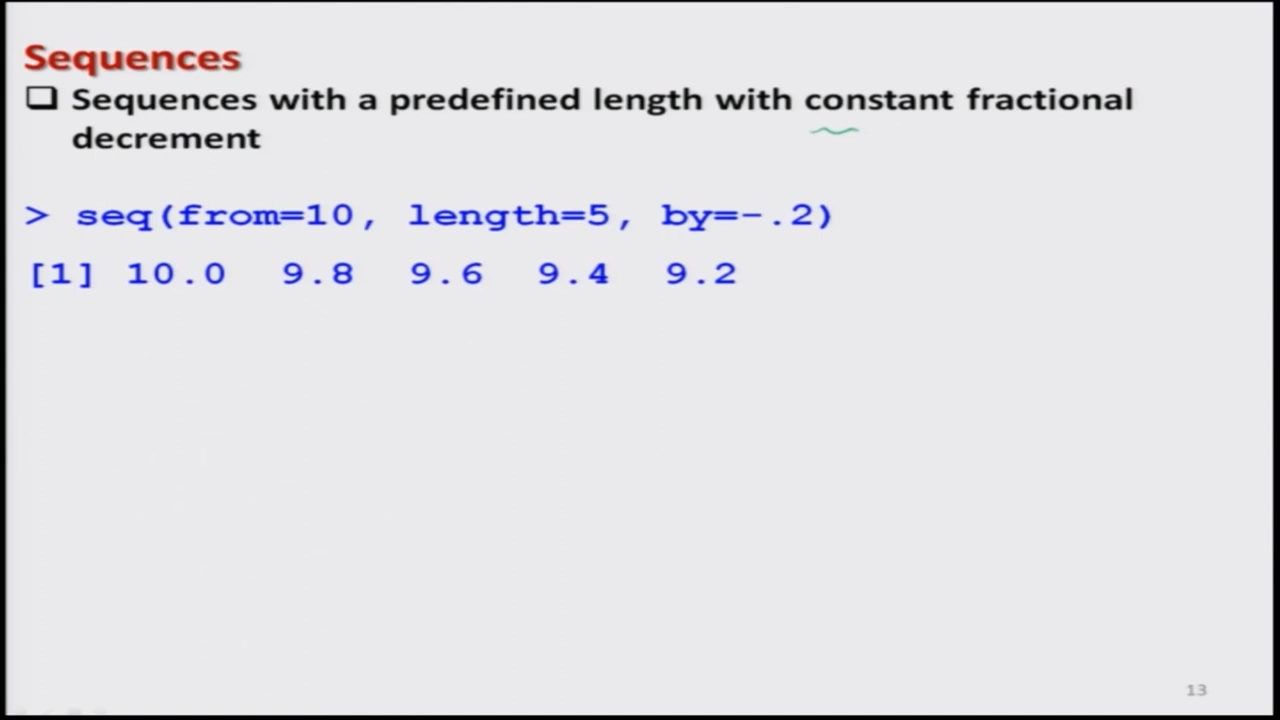 Sequences
❑ Sequences with a predefined length with constant fractional
decrement
> seq(from=10, length=5, by=-.2)
[1] 10.0 9.8 9.6 9.4 9.2
13